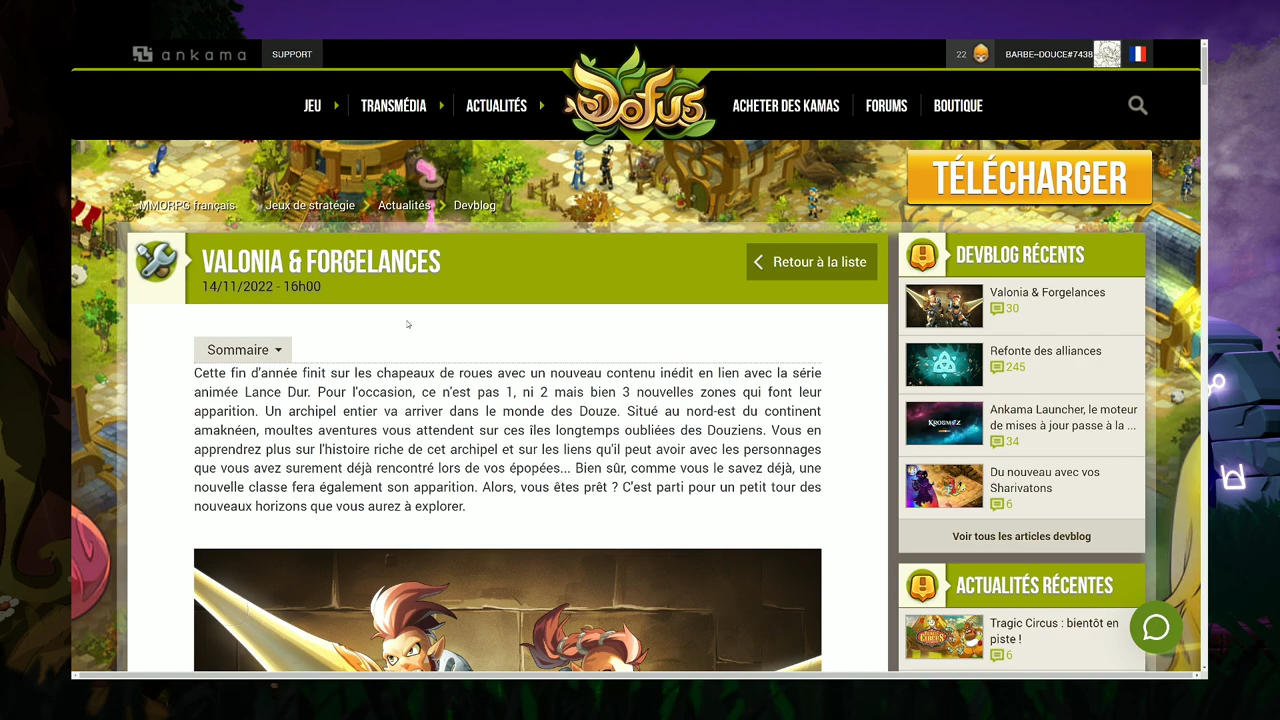 ankama
SUPPORT
22
BARBE-DOUCE#7438
JEU
TRANSMÉDIA
ACTUALITÉS
DOFUS
ACHETER DES KAMAS
FORUMS
BOUTIQUE
TÉLÉCHARGER
MMORPG français
Jeux de stratégie
Actualités
Devblog
VALONIA & FORGELANCES
14/11/2022 - 16h00
Retour à la liste
Sommaire
Cette fin d'année finit sur les chapeaux de roues avec un nouveau contenu inédit en lien avec la série
animée Lance Dur. Pour l'occasion, ce n'est pas 1, ni 2 mais bien 3 nouvelles zones qui font leur
apparition. Un archipel entier va arriver dans le monde des Douze. Situé au nord-est du continent
amaknéen, moultes aventures vous attendent sur ces îles longtemps oubliées des Douziens. Vous en
apprendrez plus sur l'histoire riche de cet archipel et sur les liens qu'il peut avoir avec les personnages
que vous avez surement déjà rencontré lors de vos épopées... Bien sûr, comme vous le savez déjà, une
nouvelle classe fera également son apparition. Alors, vous êtes prêt ? C'est parti pour un petit tour des
nouveaux horizons que vous aurez à explorer.
DEVBLOG RÉCENTS
Valonia & Forgelances
30
Refonte des alliances
245
KROSMOZ
Ankama Launcher, le moteur
de mises à jour passe à la ...
34
Du nouveau avec vos
Sharivatons
6
Voir tous les articles devblog
ACTUALITÉS RÉCENTES
TRAGIC CIRCUS
Tragic Circus : bientôt en
piste !
6